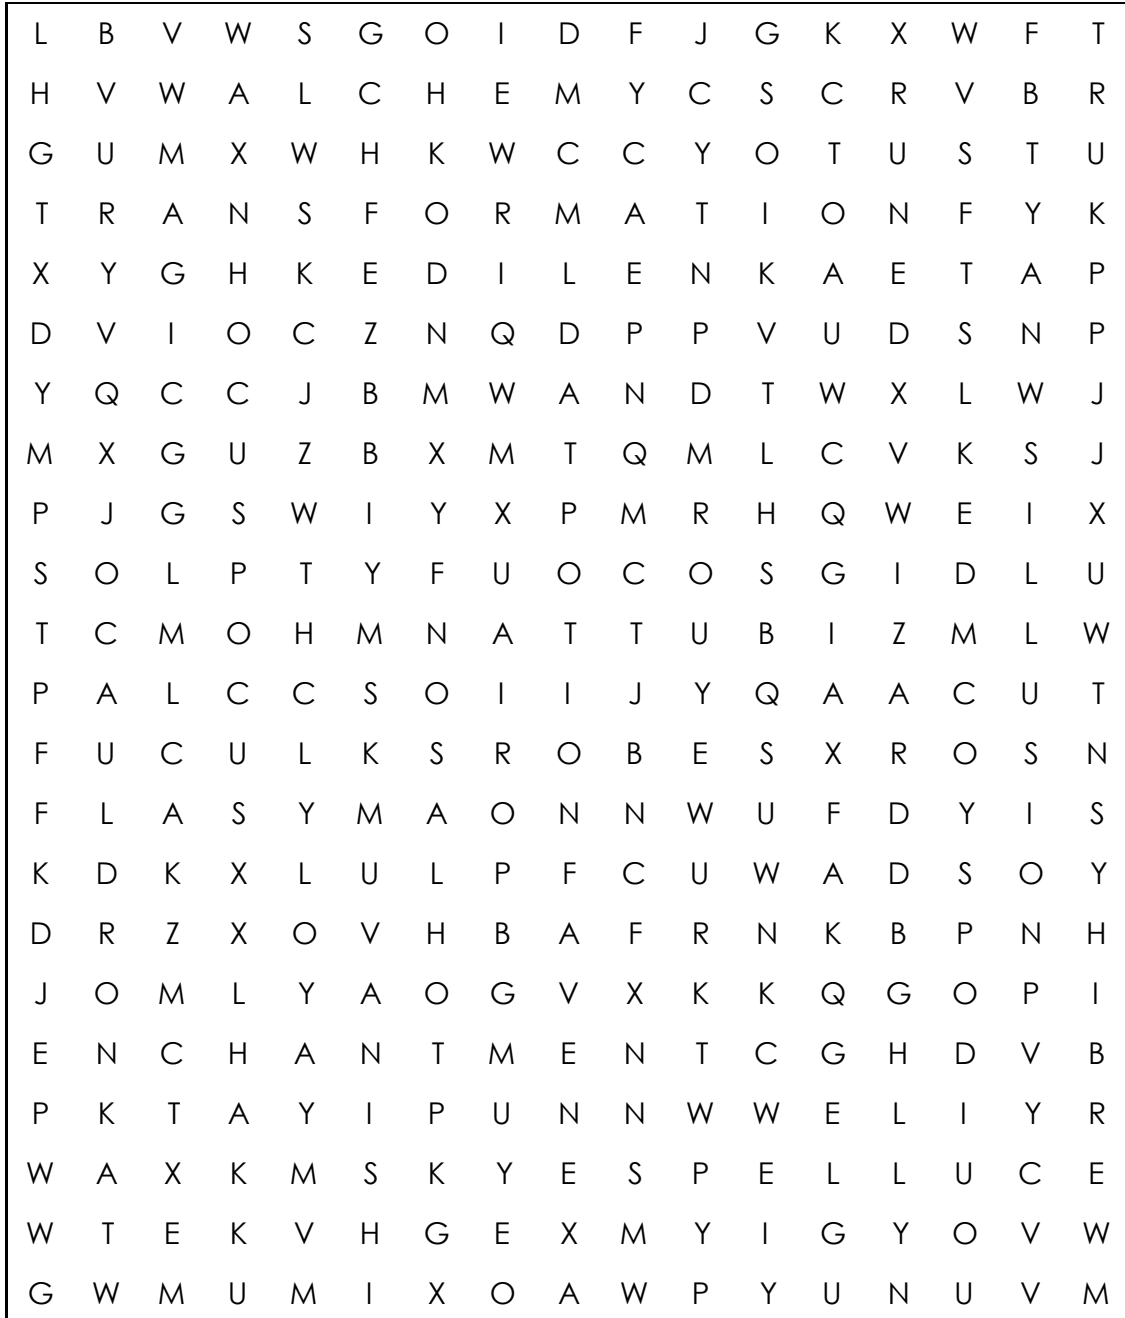 L B V W S G O I D F J G K X W F T
H V W A L C H E M Y C S C R V B R
G U M X W H K W C C Y O T U S T U
T R A N S F O R M A T I O N F Y K
X Y G H K E D I L E N K A E T A P
D V I O C Z N Q D P P V U D S N P
Y Q C C J B M W A N D T W X L W J
M X G U Z B X M T Q M L C V K S J
P J G S W I Y X P M R H Q W E I X
S O L P T Y F U O C O S G I D L U
T C M O H M N A T T U B I Z M L W
P A L C C S O I I J Y Q A A C U T
F U C U L K S R O B E S X R O S N
F L A S Y M A O N N W U F D Y I S
K D K X L U L P F C U W A D S O Y
D R Z X O V H B A F R N K B P N H
J O M L Y A O G V X K K Q G O P I
E N C H A N T M E N T C G H D V B
P K T A Y I P U N N W W E L I Y R
W A X K M S K Y E S P E L L U C E
W T E K V H G E X M Y I G Y O V W
G W M U M I X O A W P Y U N U V M